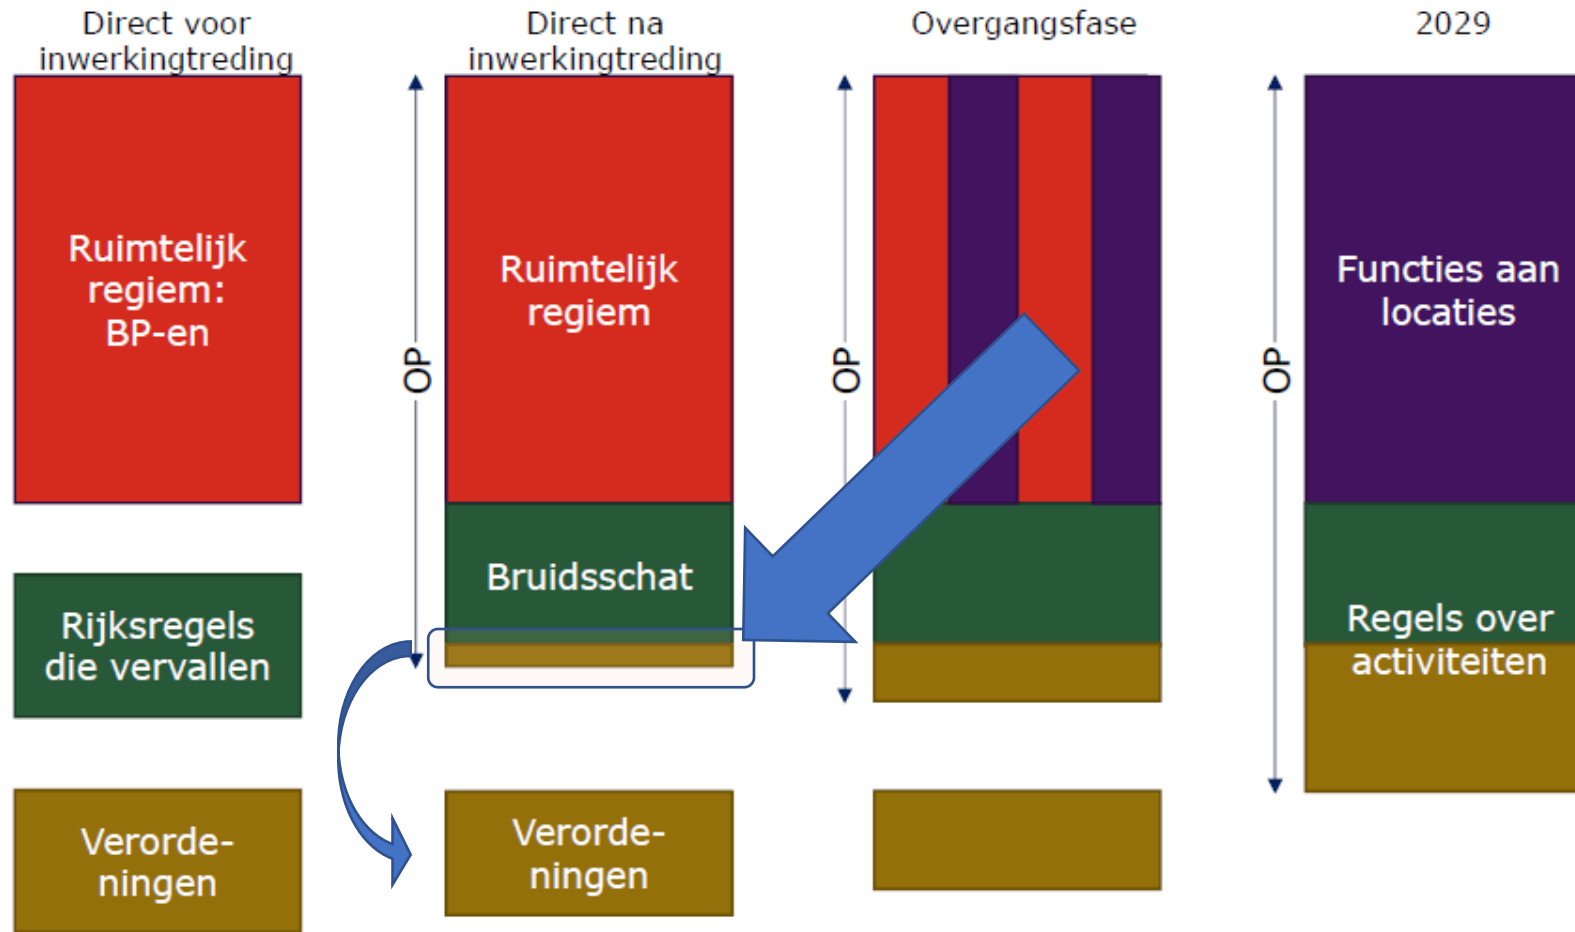 Direct voor
inwerkingtreding
Direct na
inwerkingtreding
Overgangsfase
2029
Ruimtelijk
regiem:
BP-en
Rijksregels
die vervallen
Verorde-
ningen
OP
Ruimtelijk
regiem
Bruidsschat
Verorde-
ningen
OP
OP
Functies aan
locaties
Regels over
activiteiten